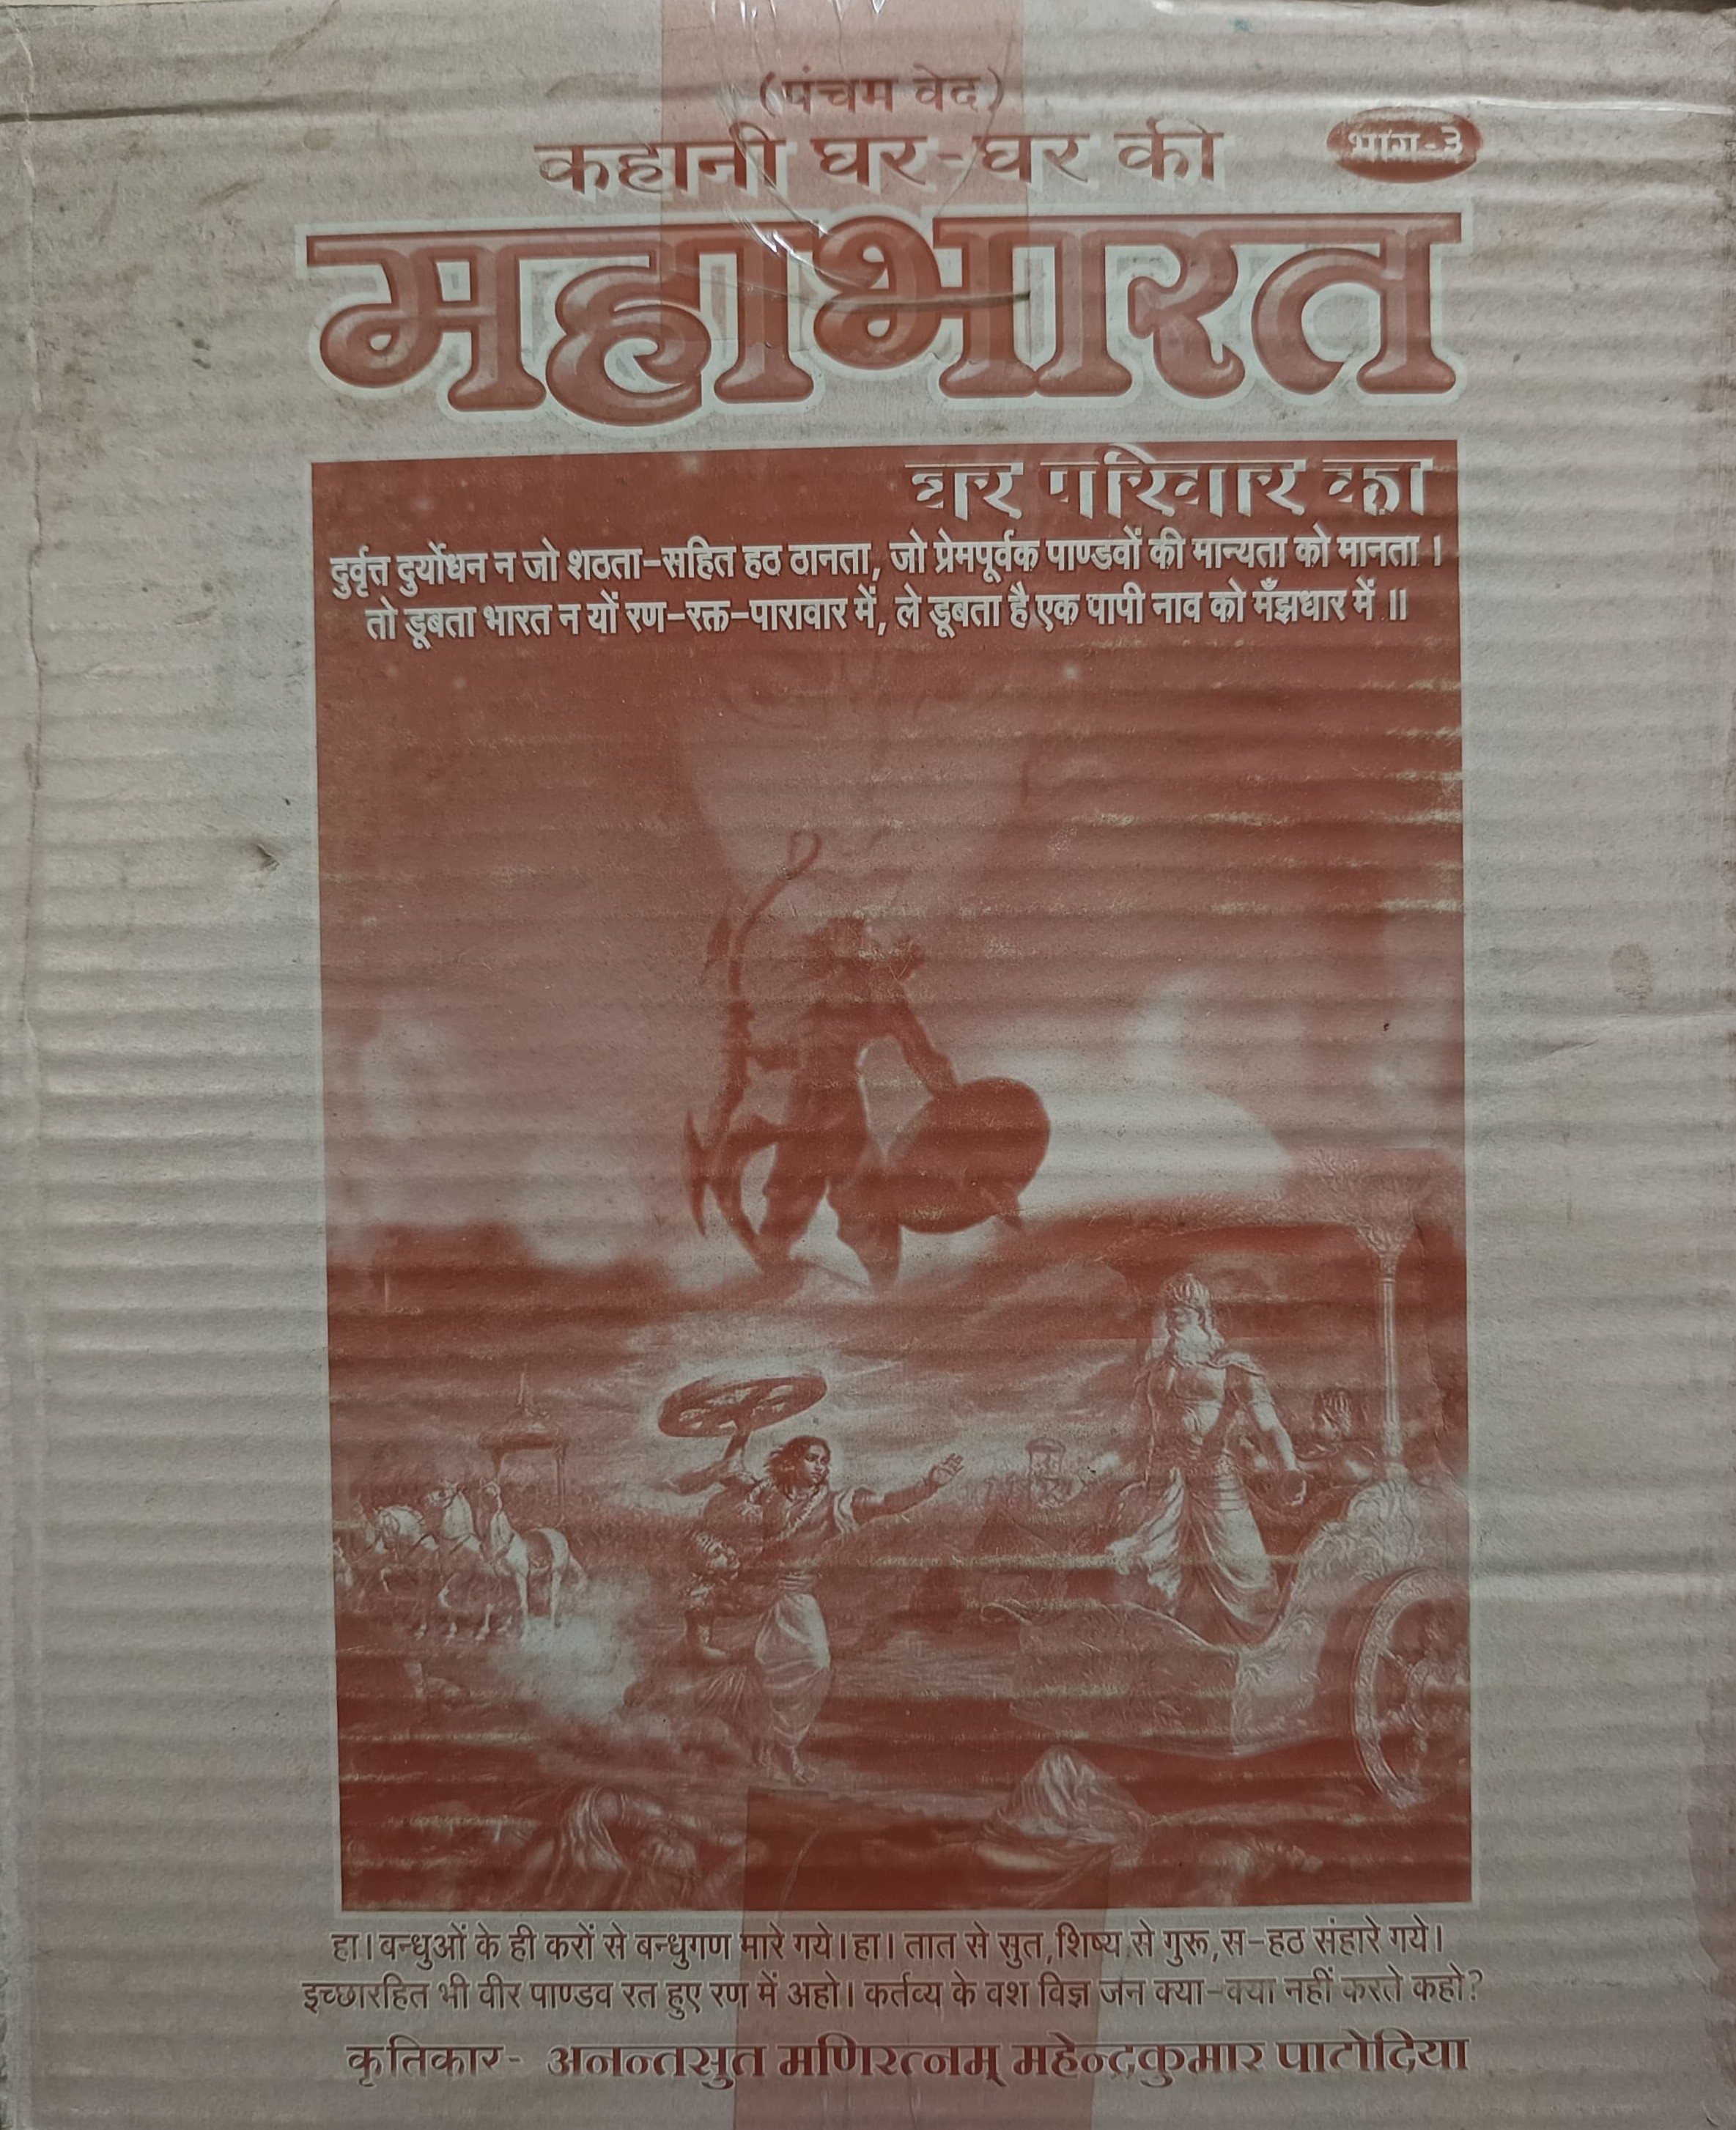 (पंचम वेद)
कहानी घर-घर की
भाग-३
महाभारत
घर परिवार का
दुर्वृत्त दुर्योधन न जो शठता-सहित हठ ठानता, जो प्रेमपूर्वक पाण्डवों की मान्यता को मानता ।
तो डूबता भारत न यों रण-रक्त-पारावार में, ले डूबता है एक पापी नाव को मँझधार में ॥
हा। बन्धुओं के ही करों से बन्धुगण मारे गये। हा। तात से सुत, शिष्य से गुरू, स-हठ संहारे गये।
इच्छारहित भी वीर पाण्डव रत हुए रण में अहो। कर्तव्य के वश विज्ञ जन क्या-क्या नहीं करते कहो?
कृतिकार- अनन्तसुत मणिरत्नम् महेन्द्रकुमार पाटोदिया